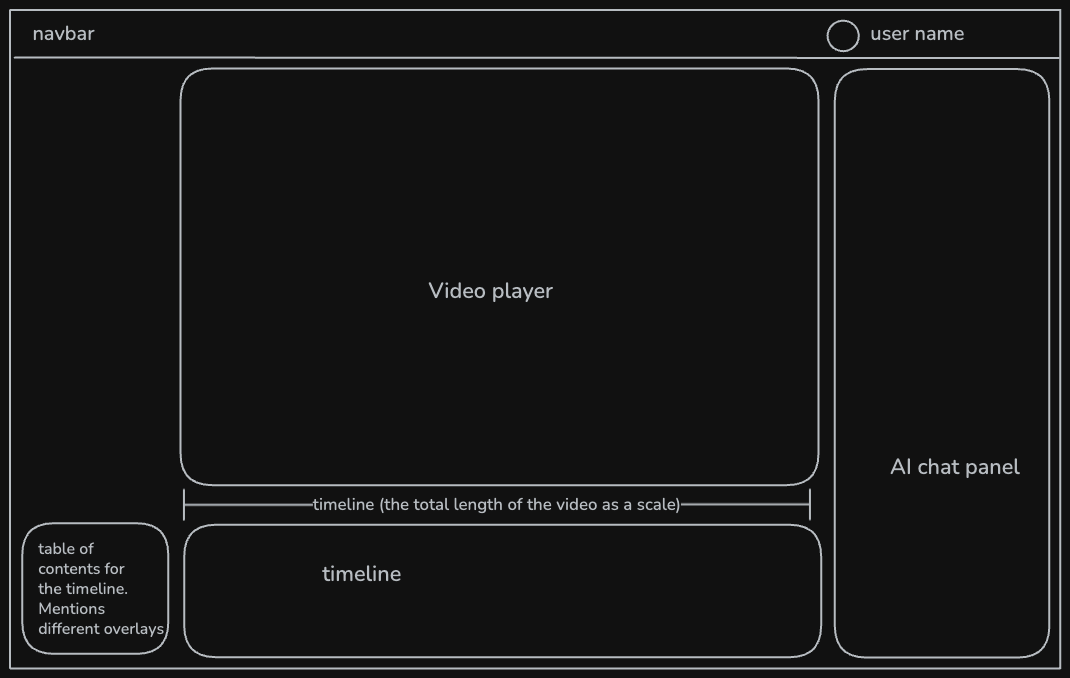 navbar
user name
Video player
AI chat panel
timeline (the total length of the video as a scale)
table of
contents for
the timeline.
Mentions
different overlays
timeline